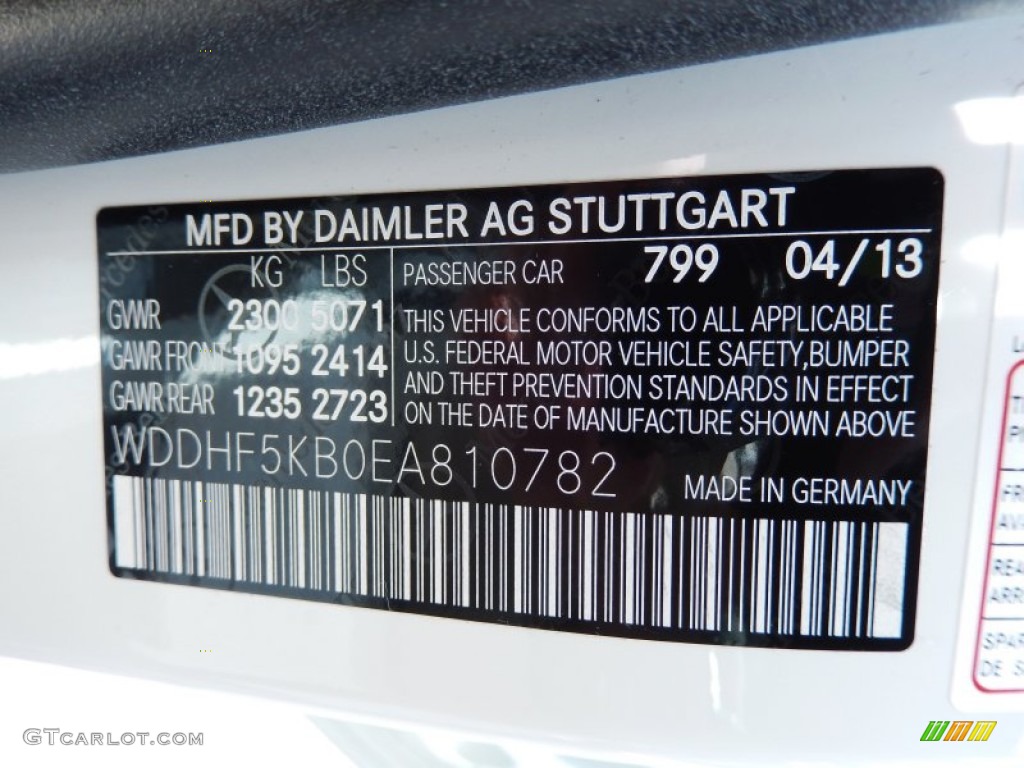 MFD BY DAIMLER AG STUTTGART
KG LBS
GVWR 2300 5071
GAWR FRONT 1095 2414
GAWR REAR 1235 2723
PASSENGER CAR 799 04/13
THIS VEHICLE CONFORMS TO ALL APPLICABLE
U.S. FEDERAL MOTOR VEHICLE SAFETY, BUMPER
AND THEFT PREVENTION STANDARDS IN EFFECT
ON THE DATE OF MANUFACTURE SHOWN ABOVE
WDDHF5KB0EA810782
MADE IN GERMANY
GTCARLOT.COM